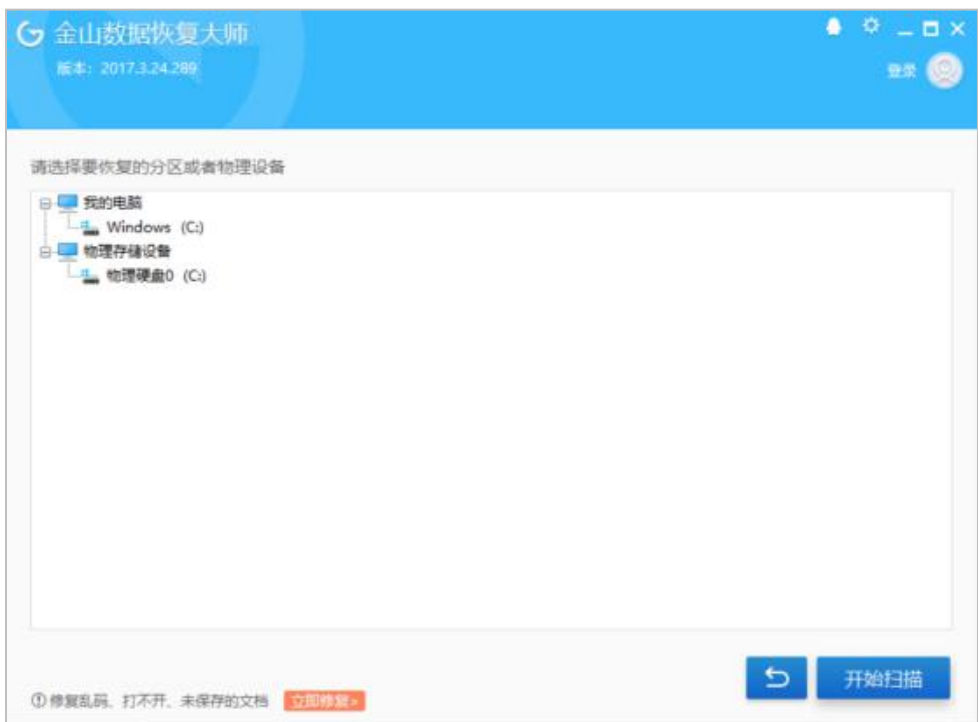 金山数据恢复大师
版本：2017.3.24.289
登录
请选择要恢复的分区或者物理设备
我的电脑
Windows (C:)
物理存储设备
物理硬盘0 (C:)
开始扫描
修复乱码、打不开、未保存的文档 立即修复>